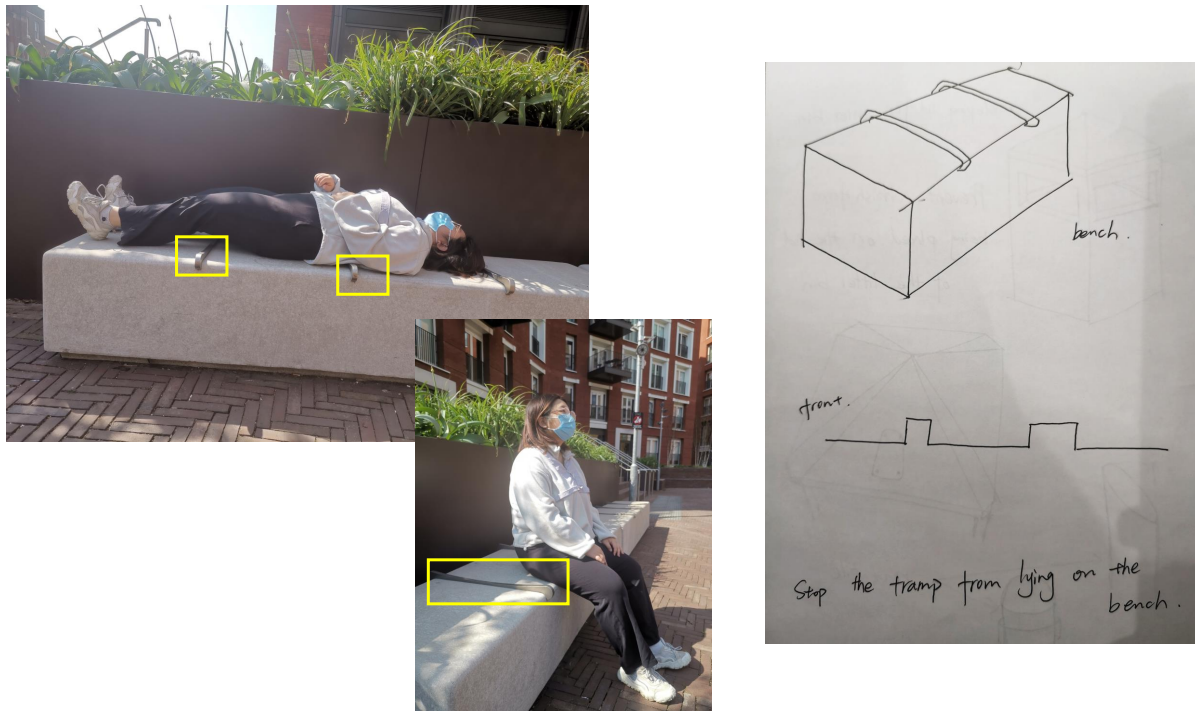 bench.
front.
Stop the tramp from lying on the
bench.